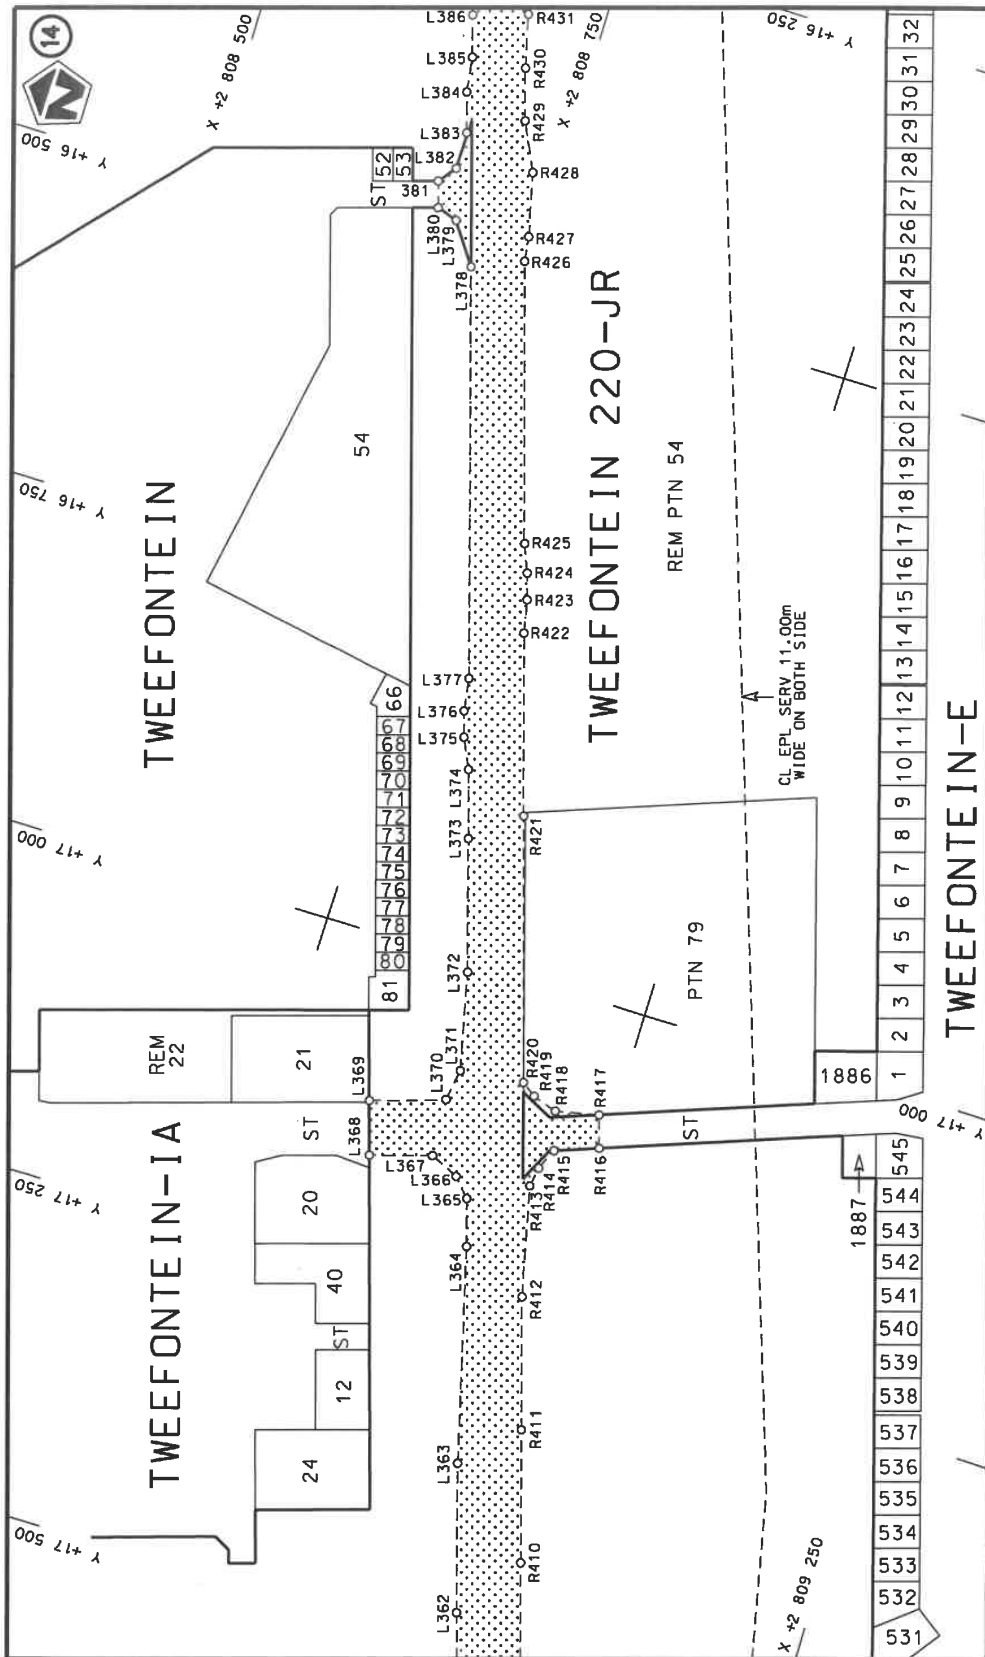 14
N
Y +16 500
X +2 808 500
L386
R431
Y +16 250
L385
R430
X +2 808 750
L384
R429
L383
L382
R428
52
53
ST
381
L380
L379
R427
R426
L378
54
TWEEFONTEIN
TWEEFONTEIN 220-JR
REM PTN 54
Y +16 750
R425
R424
R423
R422
L377
L376
L375
L374
L373
R421
CL EPL SERV 11.00m
WIDE ON BOTH SIDE
66
67
68
69
70
71
72
73
74
75
76
77
78
79
80
81
Y +17 000
L372
PTN 79
L371
L370
L369
L368
R420
R419
R418
R417
REM
22
21
ST
ST
1886
Y +17 000
L367
L366
L365
L364
R416
R415
R414
R413
R412
20
40
ST
12
24
TWEEFONTEIN-IA
Y +17 250
1887
R411
L363
R410
L362
Y +17 500
X +2 809 250
TWEEFONTEIN-E
32
31
30
29
28
27
26
25
24
23
22
21
20
19
18
17
16
15
14
13
12
11
10
9
8
7
6
5
4
3
2
1
545
544
543
542
541
540
539
538
537
536
535
534
533
532
531